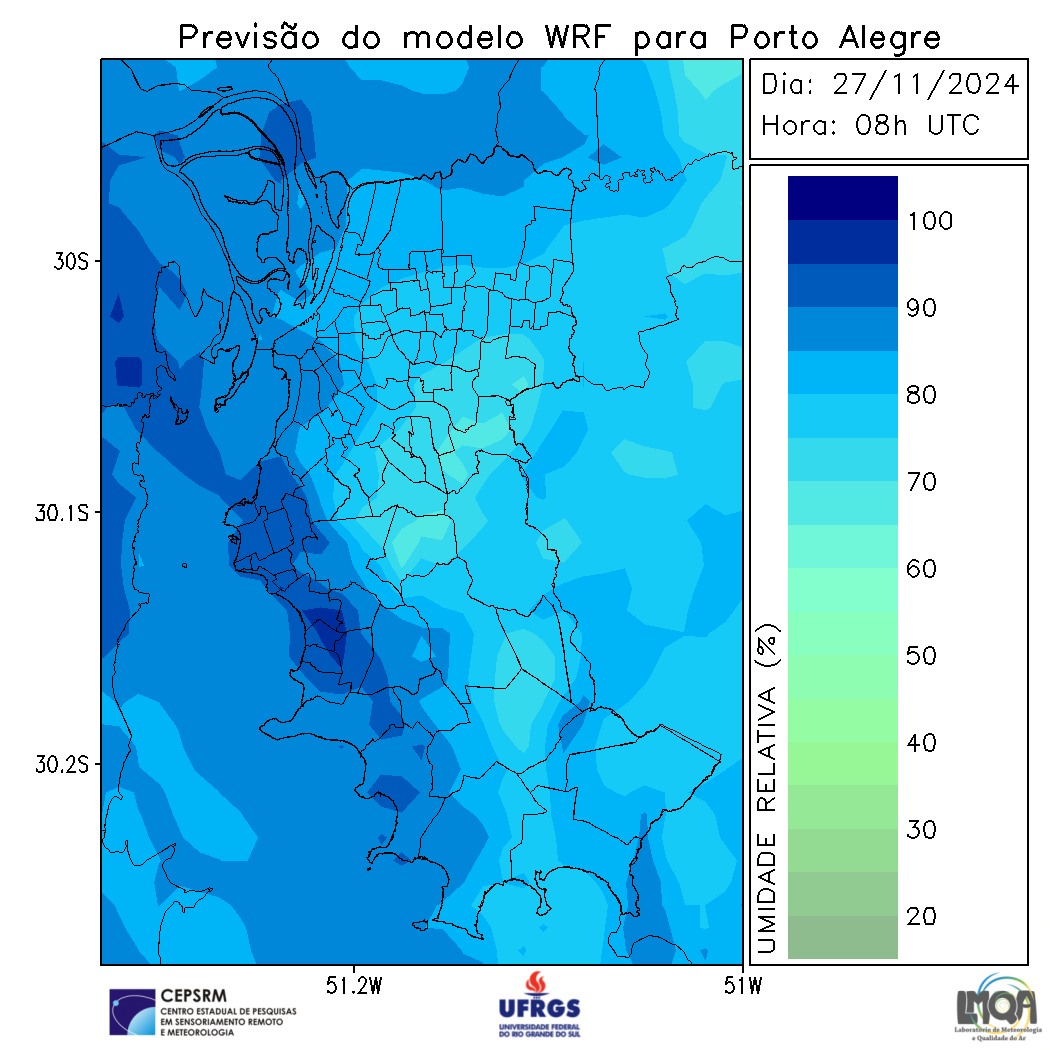 Previsão do modelo WRF para Porto Alegre
Dia: 27/11/2024
Hora: 08h UTC
100
90
80
70
60
50
40
30
20
UMIDADE RELATIVA (%)
30S
30.1S
30.2S
51.2W
51W
CEPSRM
CENTRO ESTADUAL DE PESQUISAS
EM SENSORIAMENTO REMOTO
E METEOROLOGIA
UFRGS
UNIVERSIDADE FEDERAL
DO RIO GRANDE DO SUL
LMQA
Laboratório de Meteorologia
e Qualidade do Ar